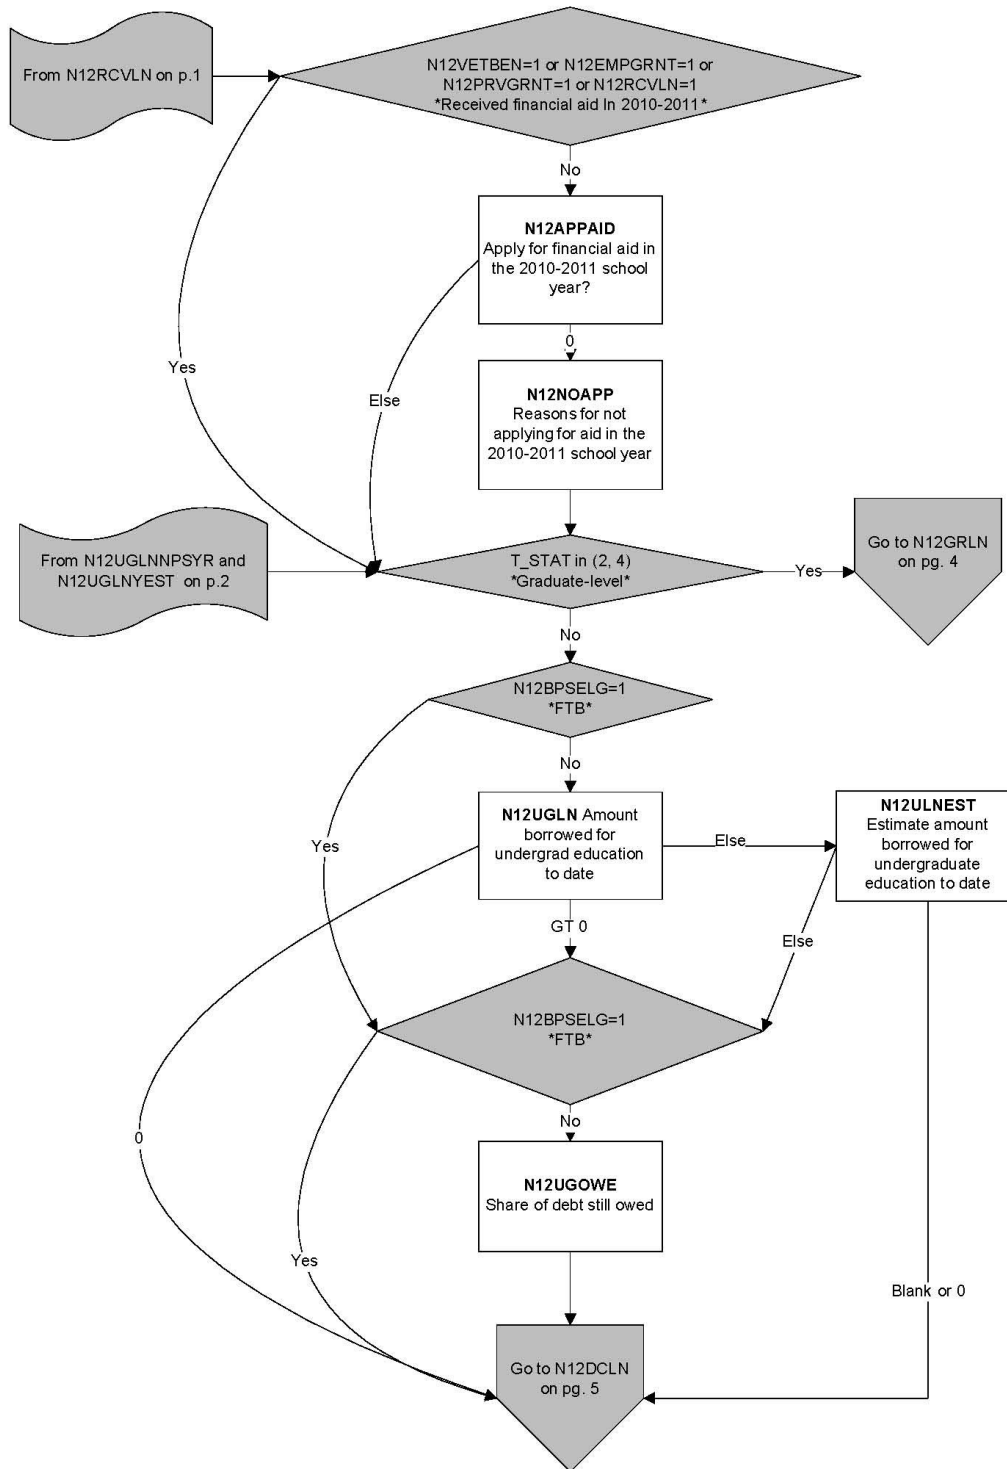 From N12RCVLN on p.1
N12VETBEN=1 or N12EMPGRNT=1 or
N12PRVGRNT=1 or N12RCVLN=1
*Received financial aid In 2010-2011*
No
N12APPAID
Apply for financial aid in
the 2010-2011 school
year?
0
Yes
Else
N12NOAPP
Reasons for not
applying for aid in the
2010-2011 school year
From N12UGLNNPSYR and
N12UGLNYEST on p.2
T_STAT in (2, 4)
*Graduate-level*
Yes
Go to N12GRLN
on pg. 4
No
N12BPSELG=1
*FTB*
No
Yes
N12UGLN Amount
borrowed for
undergrad education
to date
Else
N12ULNEST
Estimate amount
borrowed for
undergraduate
education to date
GT 0
Else
N12BPSELG=1
*FTB*
No
0
N12UGOWE
Share of debt still owed
Yes
Blank or 0
Go to N12DCLN
on pg. 5